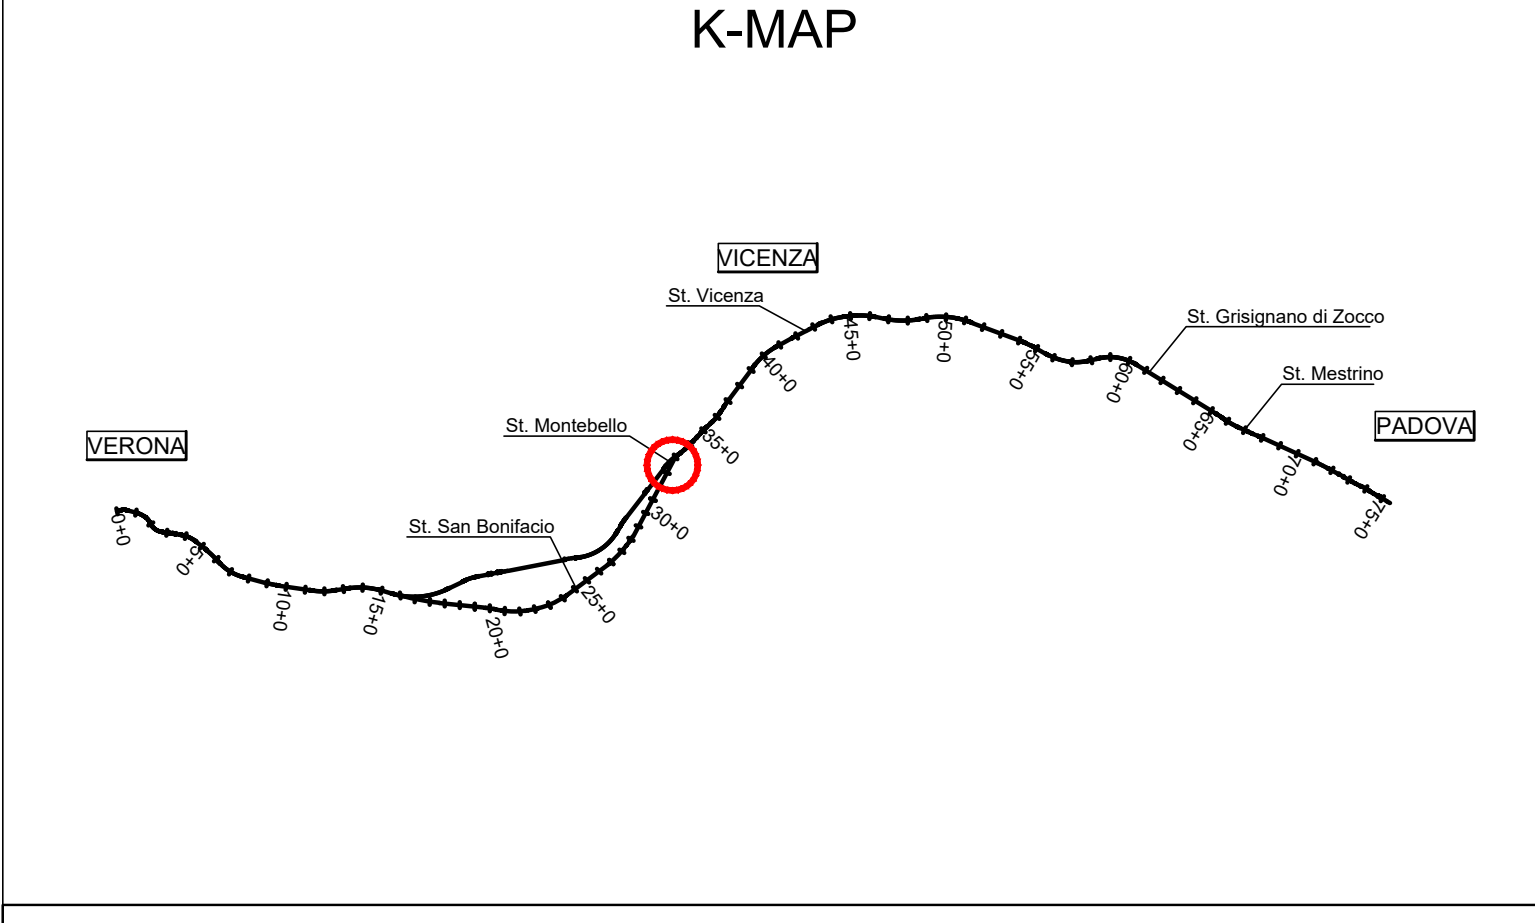 K-MAP
VICENZA
St. Vicenza
St. Grisignano di Zocco
St. Mestrino
PADOVA
St. Montebello
VERONA
St. San Bonifacio
0+0
5+0
10+0
15+0
20+0
25+0
30+0
35+0
40+0
45+0
50+0
55+0
60+0
65+0
70+0
75+0